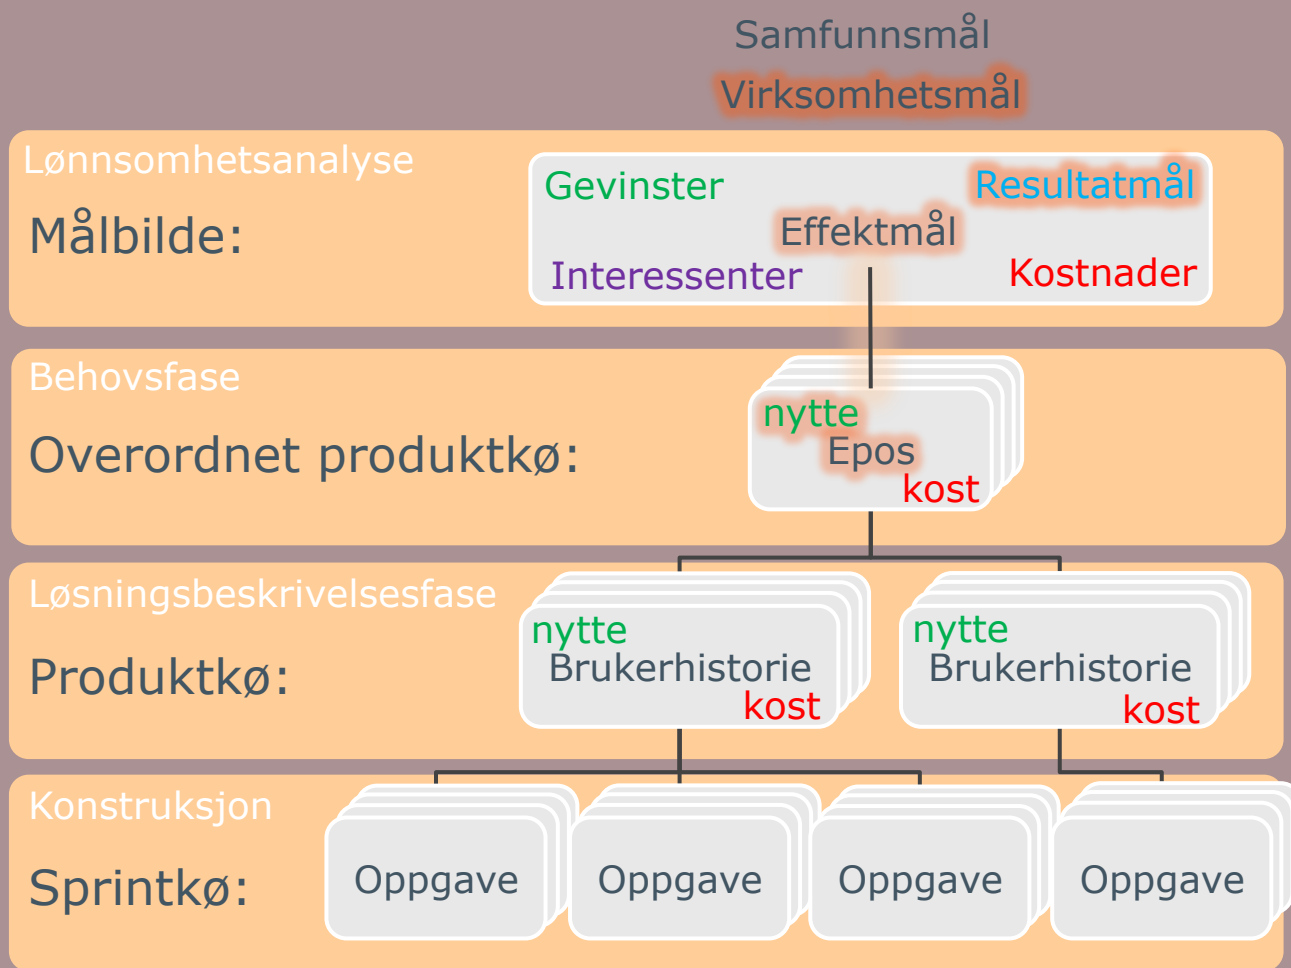 Samfunnsmål
Virksomhetsmål
Lønnsomhetsanalyse
Målbilde:
Gevinster
Resultatmål
Effektmål
Interessenter
Kostnader
Behovsfase
Overordnet produktkø:
nytte
Epos
kost
Løsningsbeskrivelsesfase
Produktkø:
nytte
Brukerhistorie
kost
nytte
Brukerhistorie
kost
Konstruksjon
Sprintkø:
Oppgave
Oppgave
Oppgave
Oppgave